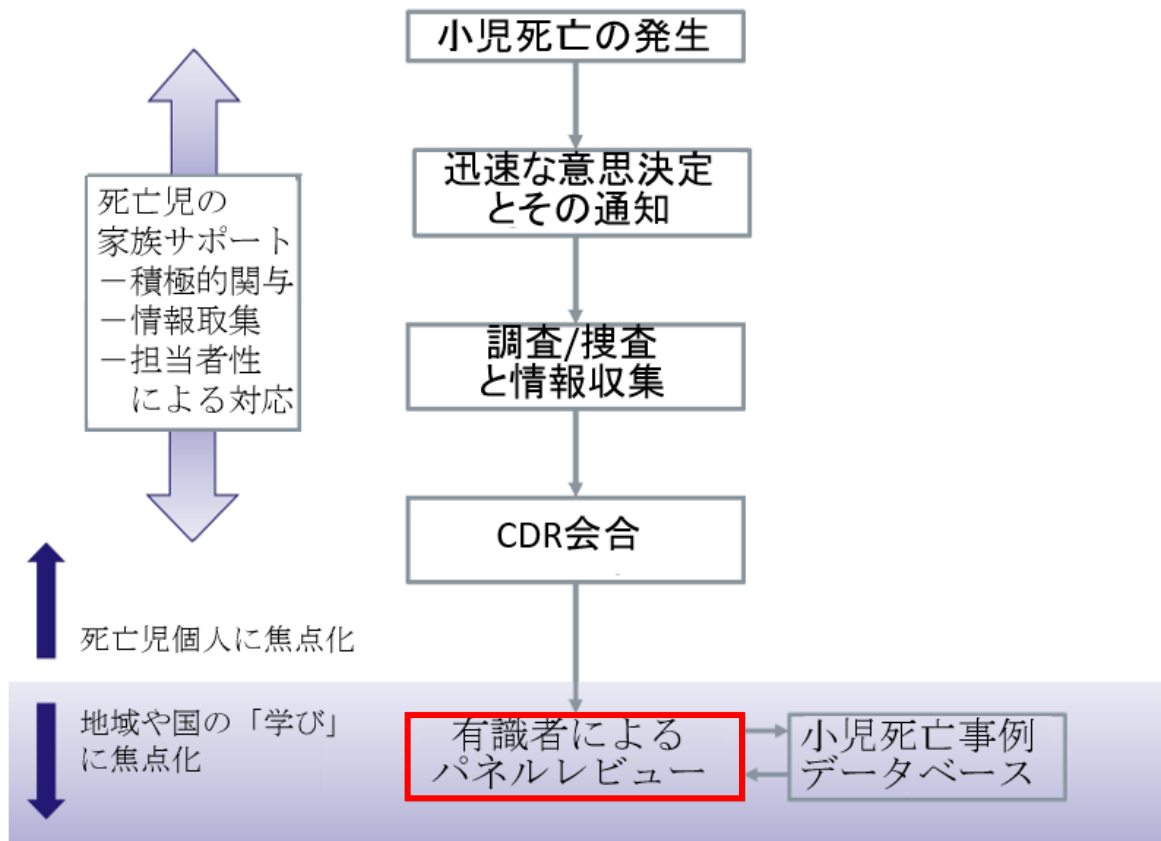 小児死亡の発生
迅速な意思決定
とその通知
死亡児の
家族サポート
－積極的関与
－情報取集
－担当者性
による対応
調査/捜査
と情報収集
CDR会合
死亡児個人に焦点化
地域や国の「学び」
に焦点化
有識者による
パネルレビュー
小児死亡事例
データベース